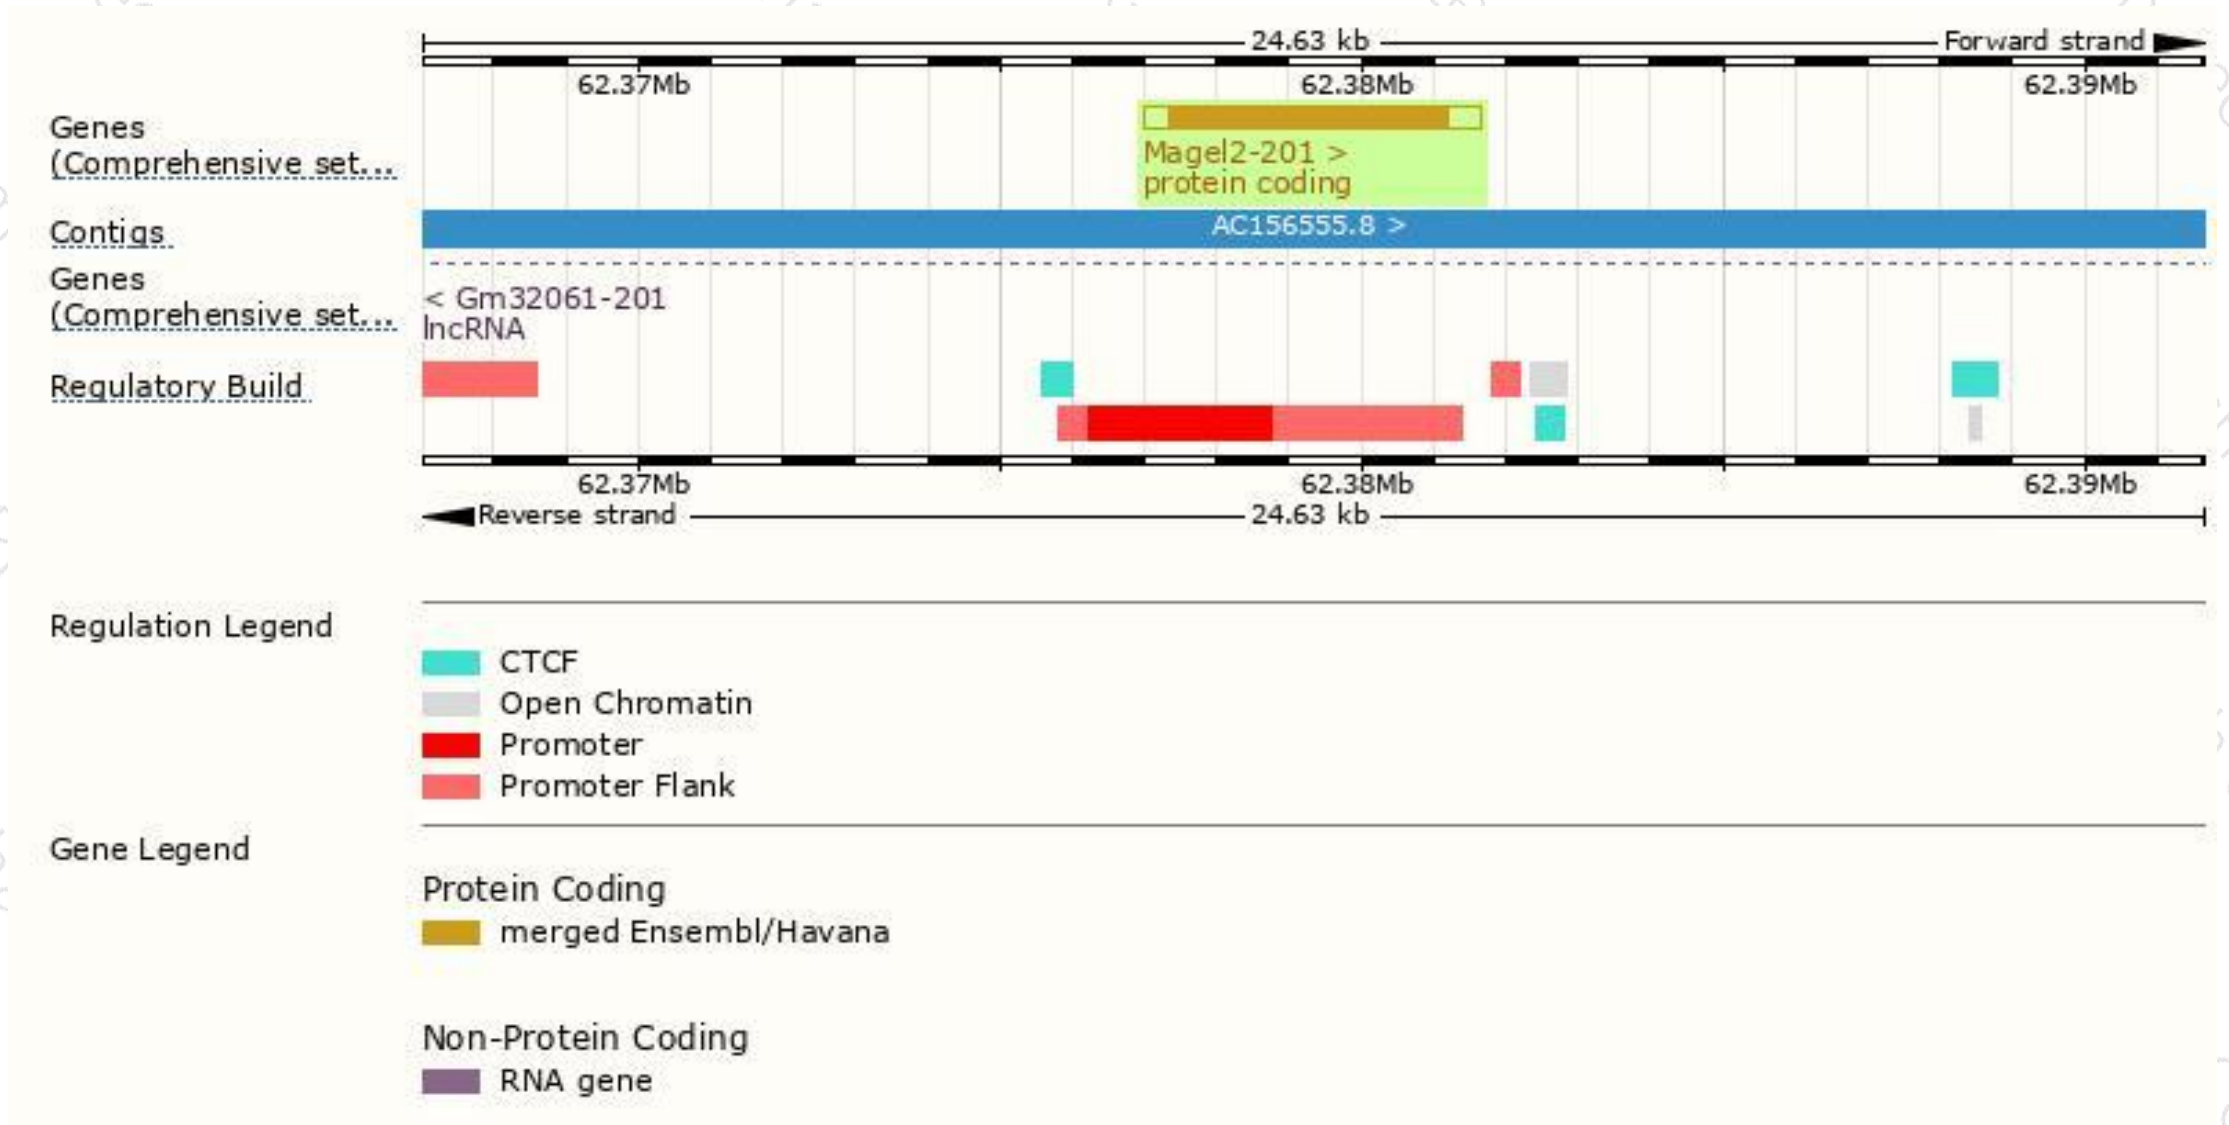 24.63 kb
Forward strand
62.37Mb 62.38Mb 62.39Mb
Genes
(Comprehensive set...
Magel2-201 >
protein coding
Contigs
AC156555.8 >
Genes
(Comprehensive set...
< Gm32061-201
lncRNA
Regulatory Build
62.37Mb 62.38Mb 62.39Mb
Reverse strand
24.63 kb
Regulation Legend
CTCF
Open Chromatin
Promoter
Promoter Flank
Gene Legend
Protein Coding
merged Ensembl/Havana
Non-Protein Coding
RNA gene